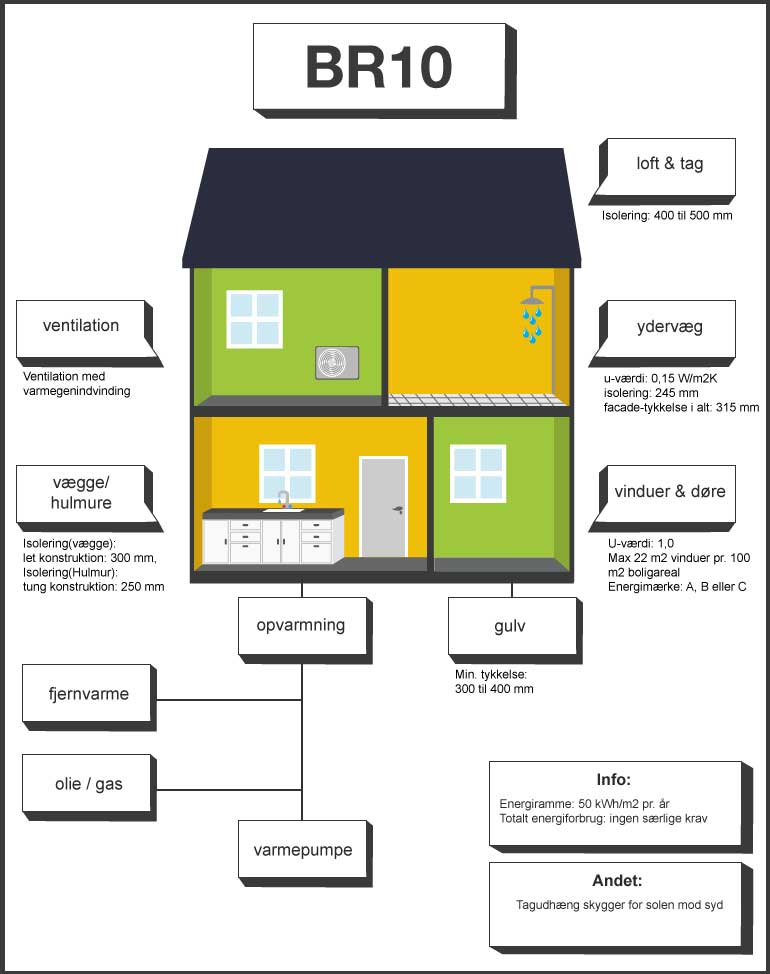 BR10
loft & tag
Isolering: 400 til 500 mm
ventilation
Ventilation med
varmegenindvinding
ydervæg
u-værdi: 0,15 W/m2K
isolering: 245 mm
facade-tykkelse i alt: 315 mm
vægge/
hulmure
Isolering(vægge):
let konstruktion: 300 mm,
Isolering(Hulmur):
tung konstruktion: 250 mm
vinduer & døre
U-værdi: 1,0
Max 22 m2 vinduer pr. 100
m2 boligareal
Energimærke: A, B eller C
opvarmning
gulv
Min. tykkelse:
300 til 400 mm
fjernvarme
olie / gas
varmepumpe
Info:
Energiramme: 50 kWh/m2 pr. år
Totalt energiforbrug: ingen særlige krav
Andet:
Tagudhæng skygger for solen mod syd